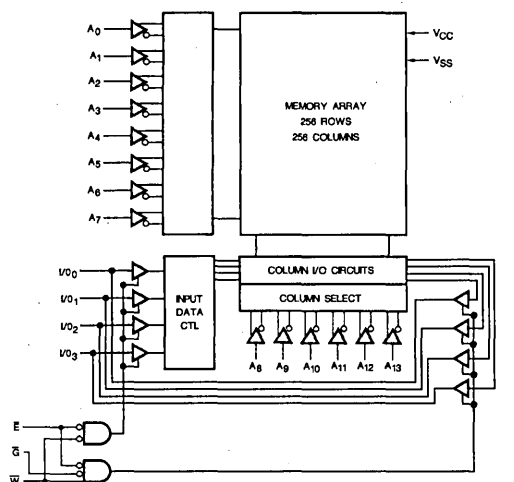 A0
A1
A2
A3
A4
A5
A6
A7
MEMORY ARRAY
256 ROWS
256 COLUMNS
VCC
VSS
I/O0
I/O1
I/O2
I/O3
INPUT
DATA
CTL
COLUMN I/O CIRCUITS
COLUMN SELECT
A8
A9
A10
A11
A12
A13
E
G
W